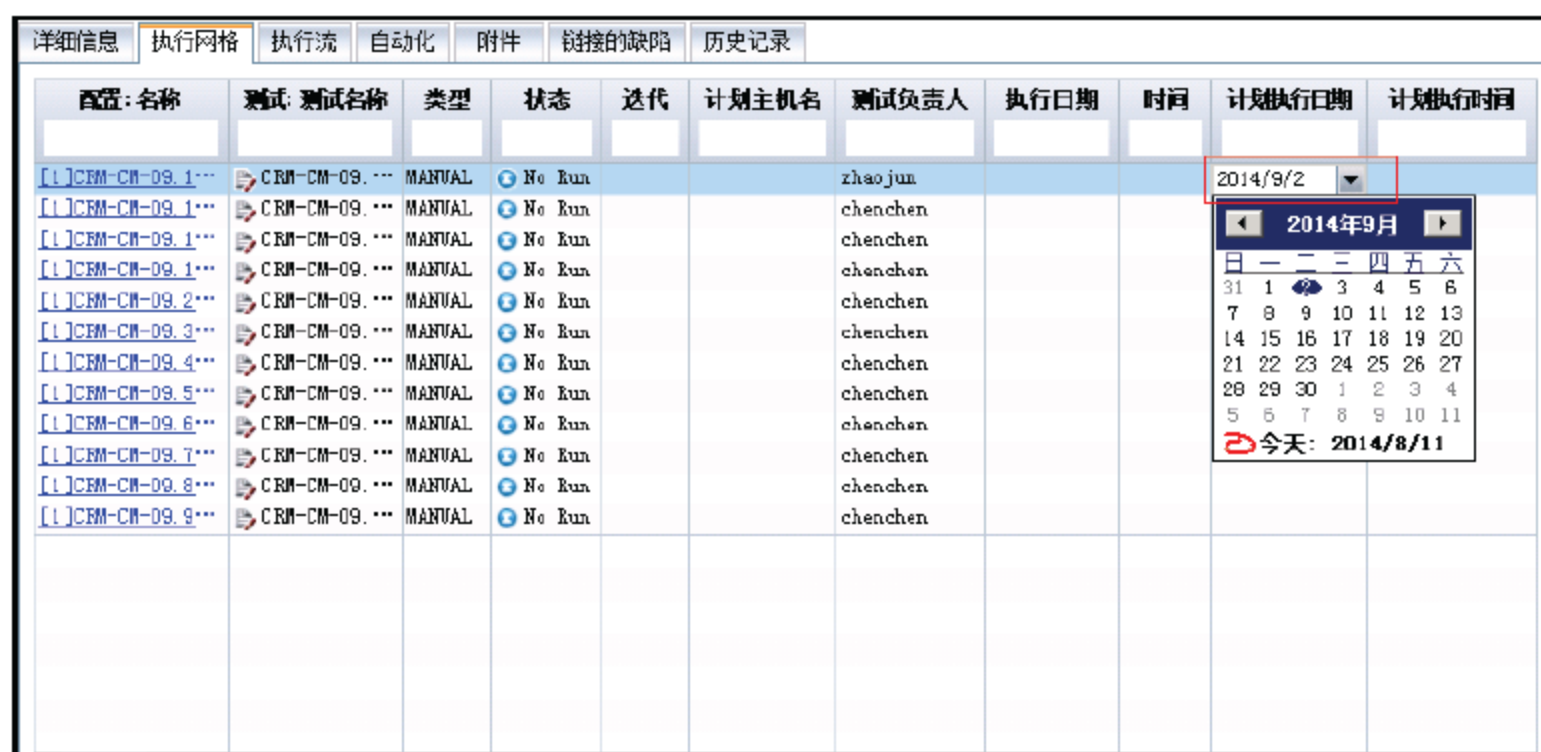 详细信息 执行网格 执行流 自动化 附件 链接的缺陷 历史记录
配置: 名称 测试: 测试名称 类型 状态 迭代 计划主机名 测试负责人 执行日期 时间 计划执行日期 计划执行时间
[1]CRM-CM-09.1... CRM-CM-09.... MANUAL No Run zhaojun 2014/9/2
[1]CRM-CM-09.1... CRM-CM-09.... MANUAL No Run chenchen
[1]CRM-CM-09.1... CRM-CM-09.... MANUAL No Run chenchen
[1]CRM-CM-09.1... CRM-CM-09.... MANUAL No Run chenchen
[1]CRM-CM-09.2... CRM-CM-09.... MANUAL No Run chenchen
[1]CRM-CM-09.3... CRM-CM-09.... MANUAL No Run chenchen
[1]CRM-CM-09.4... CRM-CM-09.... MANUAL No Run chenchen
[1]CRM-CM-09.5... CRM-CM-09.... MANUAL No Run chenchen
[1]CRM-CM-09.6... CRM-CM-09.... MANUAL No Run chenchen
[1]CRM-CM-09.7... CRM-CM-09.... MANUAL No Run chenchen
[1]CRM-CM-09.8... CRM-CM-09.... MANUAL No Run chenchen
[1]CRM-CM-09.9... CRM-CM-09.... MANUAL No Run chenchen
2014年9月
日 一 二 三 四 五 六
31 1 2 3 4 5 6
7 8 9 10 11 12 13
14 15 16 17 18 19 20
21 22 23 24 25 26 27
28 29 30 1 2 3 4
5 6 7 8 9 10 11
今天: 2014/8/11